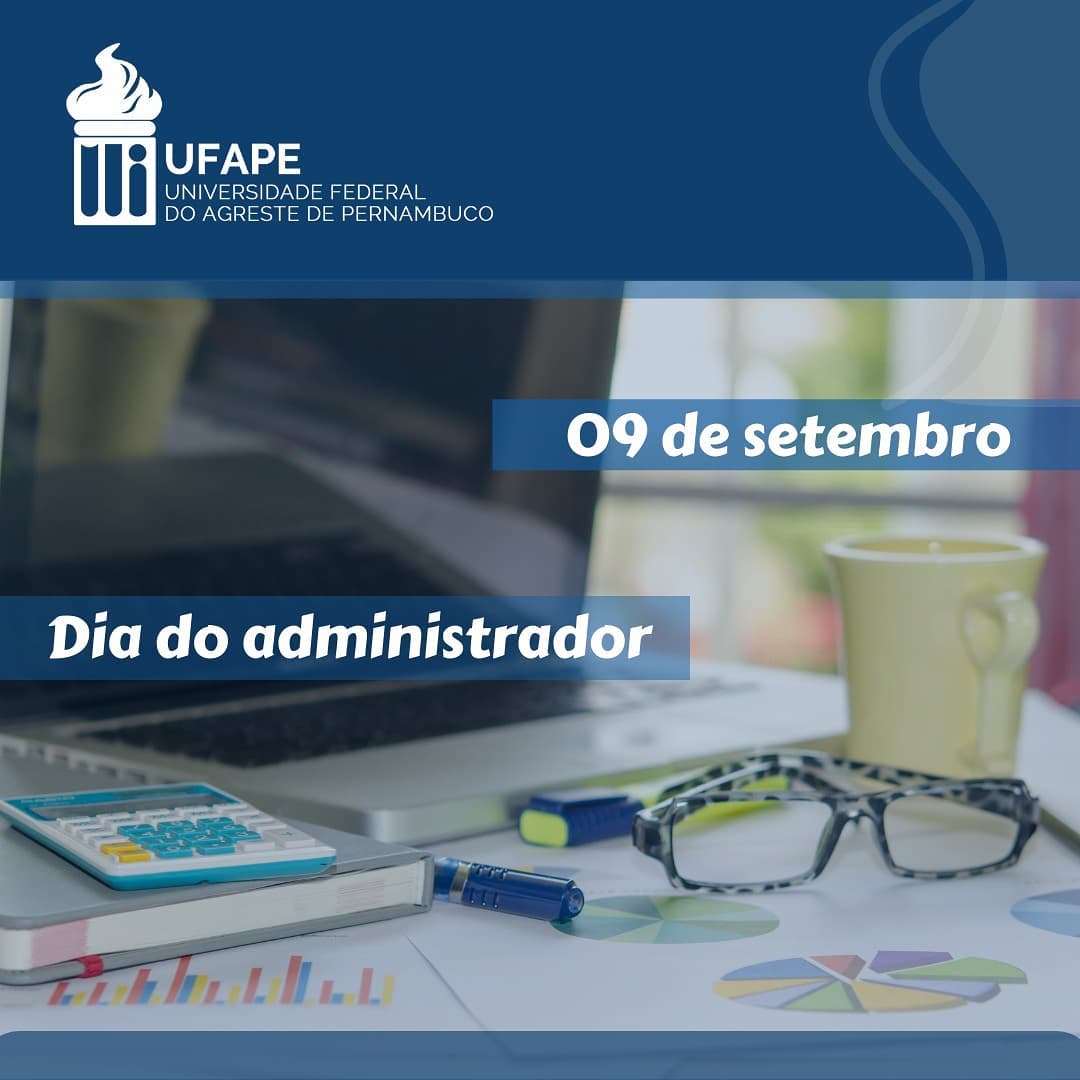 UFAPE
UNIVERSIDADE FEDERAL
DO AGRESTE DE PERNAMBUCO
09 de setembro
Dia do administrador